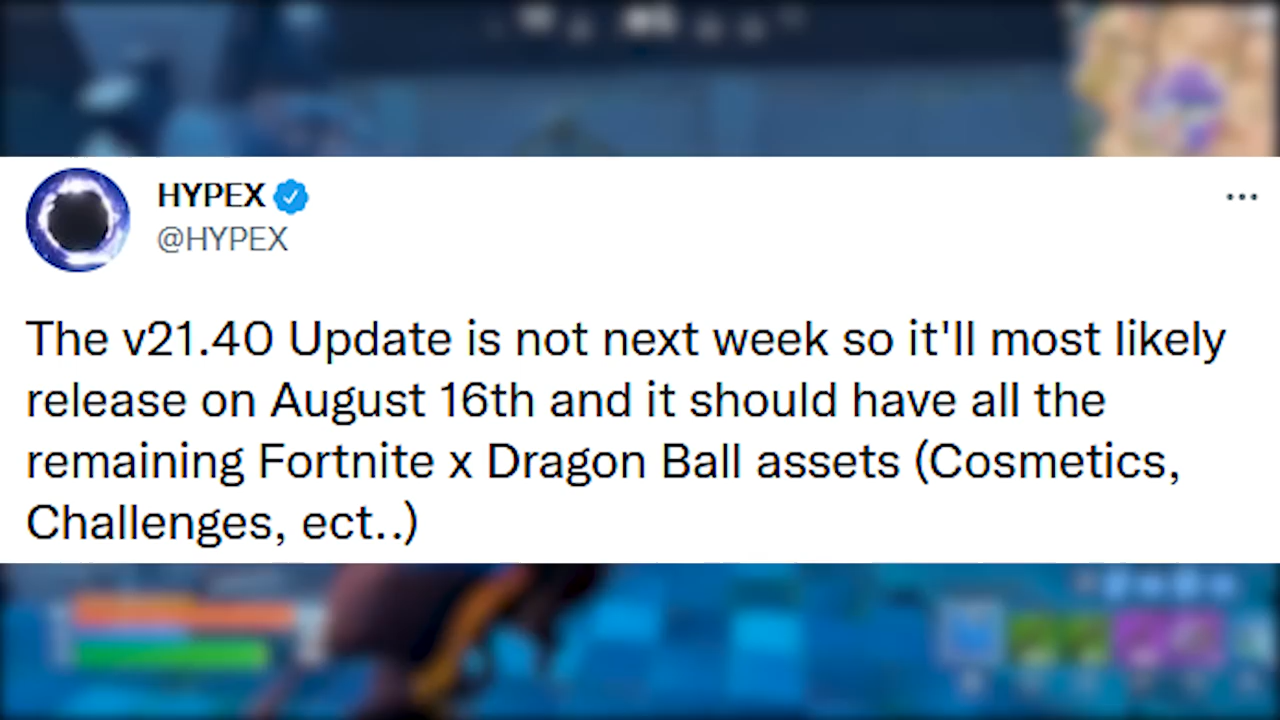 HYPEX
@HYPEX
The v21.40 Update is not next week so it'll most likely
release on August 16th and it should have all the
remaining Fortnite x Dragon Ball assets (Cosmetics,
Challenges, ect..)